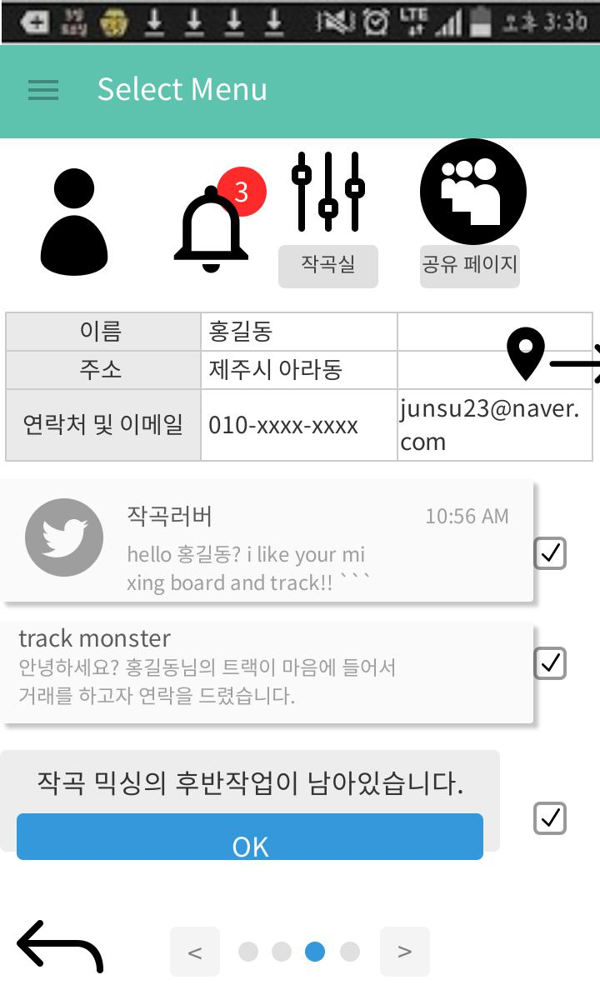 LTE 오후 3:30
Select Menu
3
작곡실
공유 페이지
이름 홍길동
주소 제주시 아라동
연락처 및 이메일 010-xxxx-xxxx junsu23@naver.
com
작곡러버 10:56 AM
hello 홍길동? i like your mi
xing board and track!! ```
track monster
안녕하세요? 홍길동님의 트랙이 마음에 들어서
거래를 하고자 연락을 드렸습니다.
작곡 믹싱의 후반작업이 남아있습니다.
OK
< >